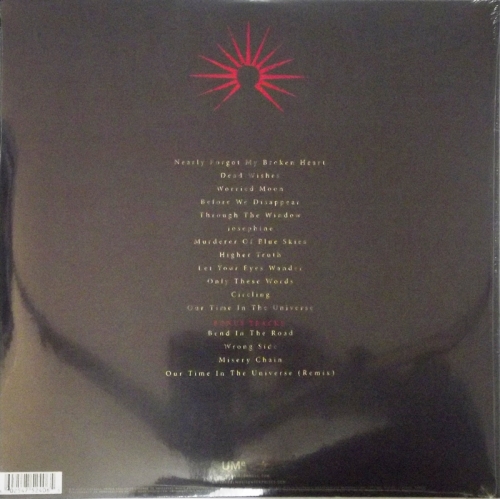 Nearly Forgot My Broken Heart
Dead Wishes
Worried Moon
Before We Disappear
Through The Window
Josephine
Murderer Of Blue Skies
Higher Truth
Let Your Eyes Wander
Only These Words
Circling
Our Time In The Universe
BONUS TRACKS
Bend In The Road
Wrong Side
Misery Chain
Our Time In The Universe (Remix)